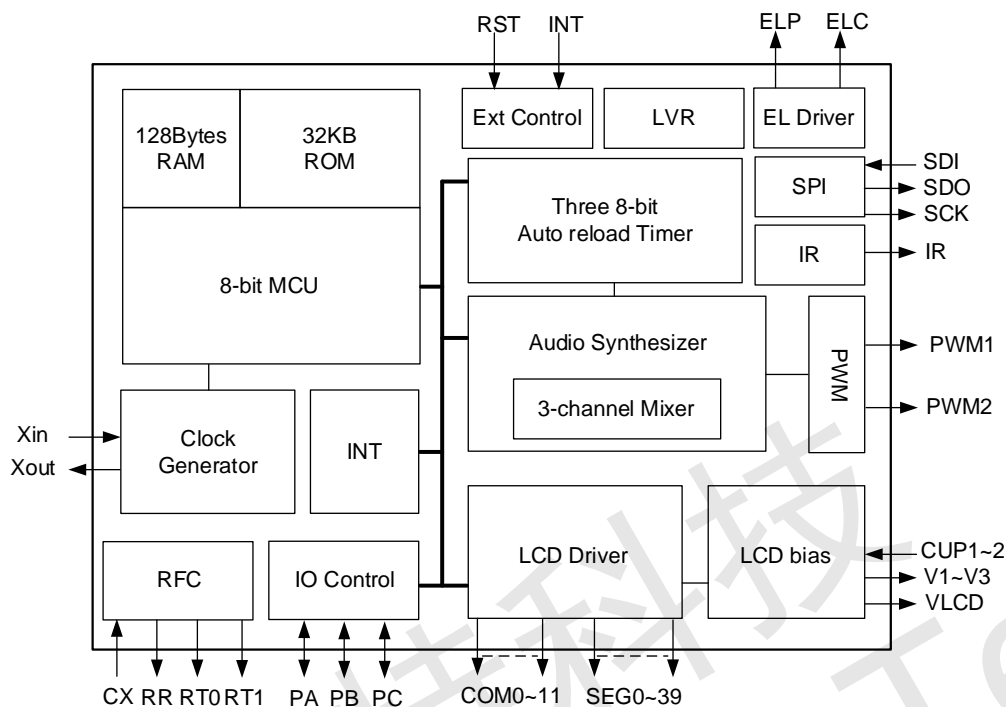 RST INT
ELP ELC
128Bytes
RAM
32KB
ROM
8-bit MCU
Ext Control
LVR
EL Driver
SPI
SDI
SDO
SCK
Three 8-bit
Auto reload Timer
IR
IR
Audio Synthesizer
3-channel Mixer
PWM
PWM1
PWM2
Xin
Xout
Clock
Generator
INT
LCD Driver
LCD bias
CUP1~2
V1~V3
VLCD
RFC
IO Control
CX RR RT0 RT1 PA PB PC COM0~11 SEG0~39
科技